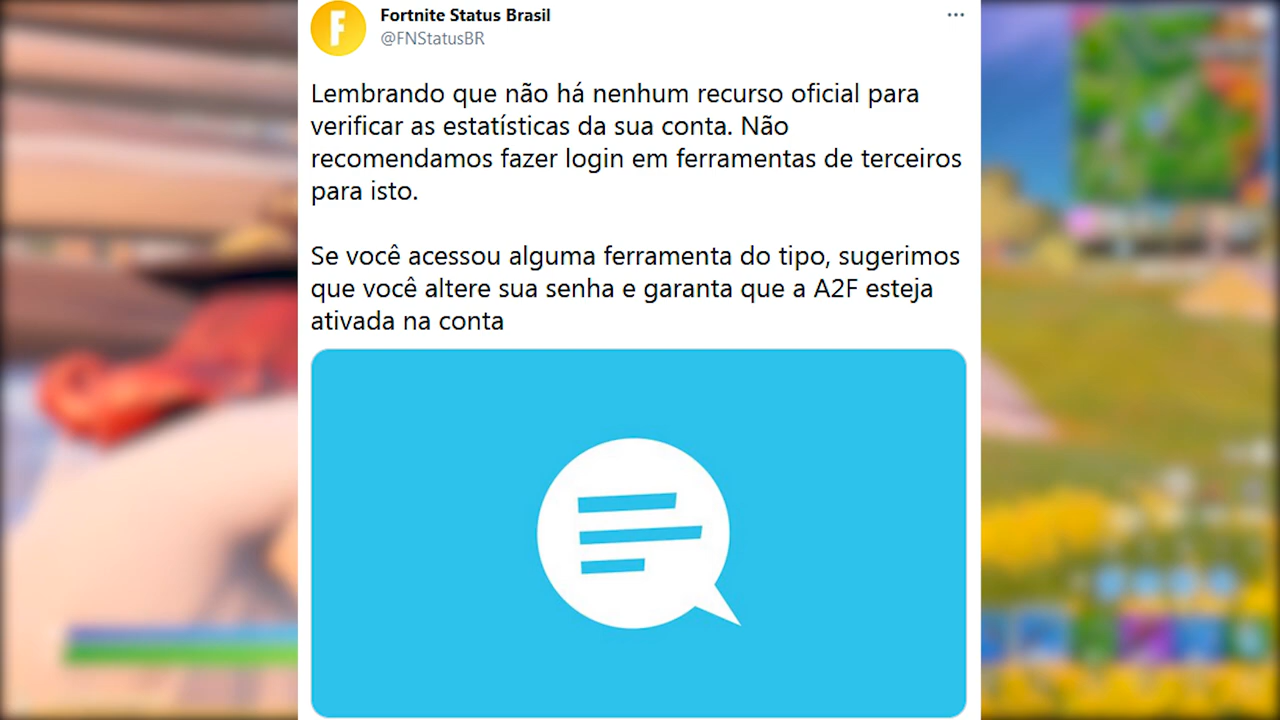 Fortnite Status Brasil
@FNStatusBR
Lembrando que não há nenhum recurso oficial para
verificar as estatísticas da sua conta. Não
recomendamos fazer login em ferramentas de terceiros
para isto.
Se você acessou alguma ferramenta do tipo, sugerimos
que você altere sua senha e garanta que a A2F esteja
ativada na conta